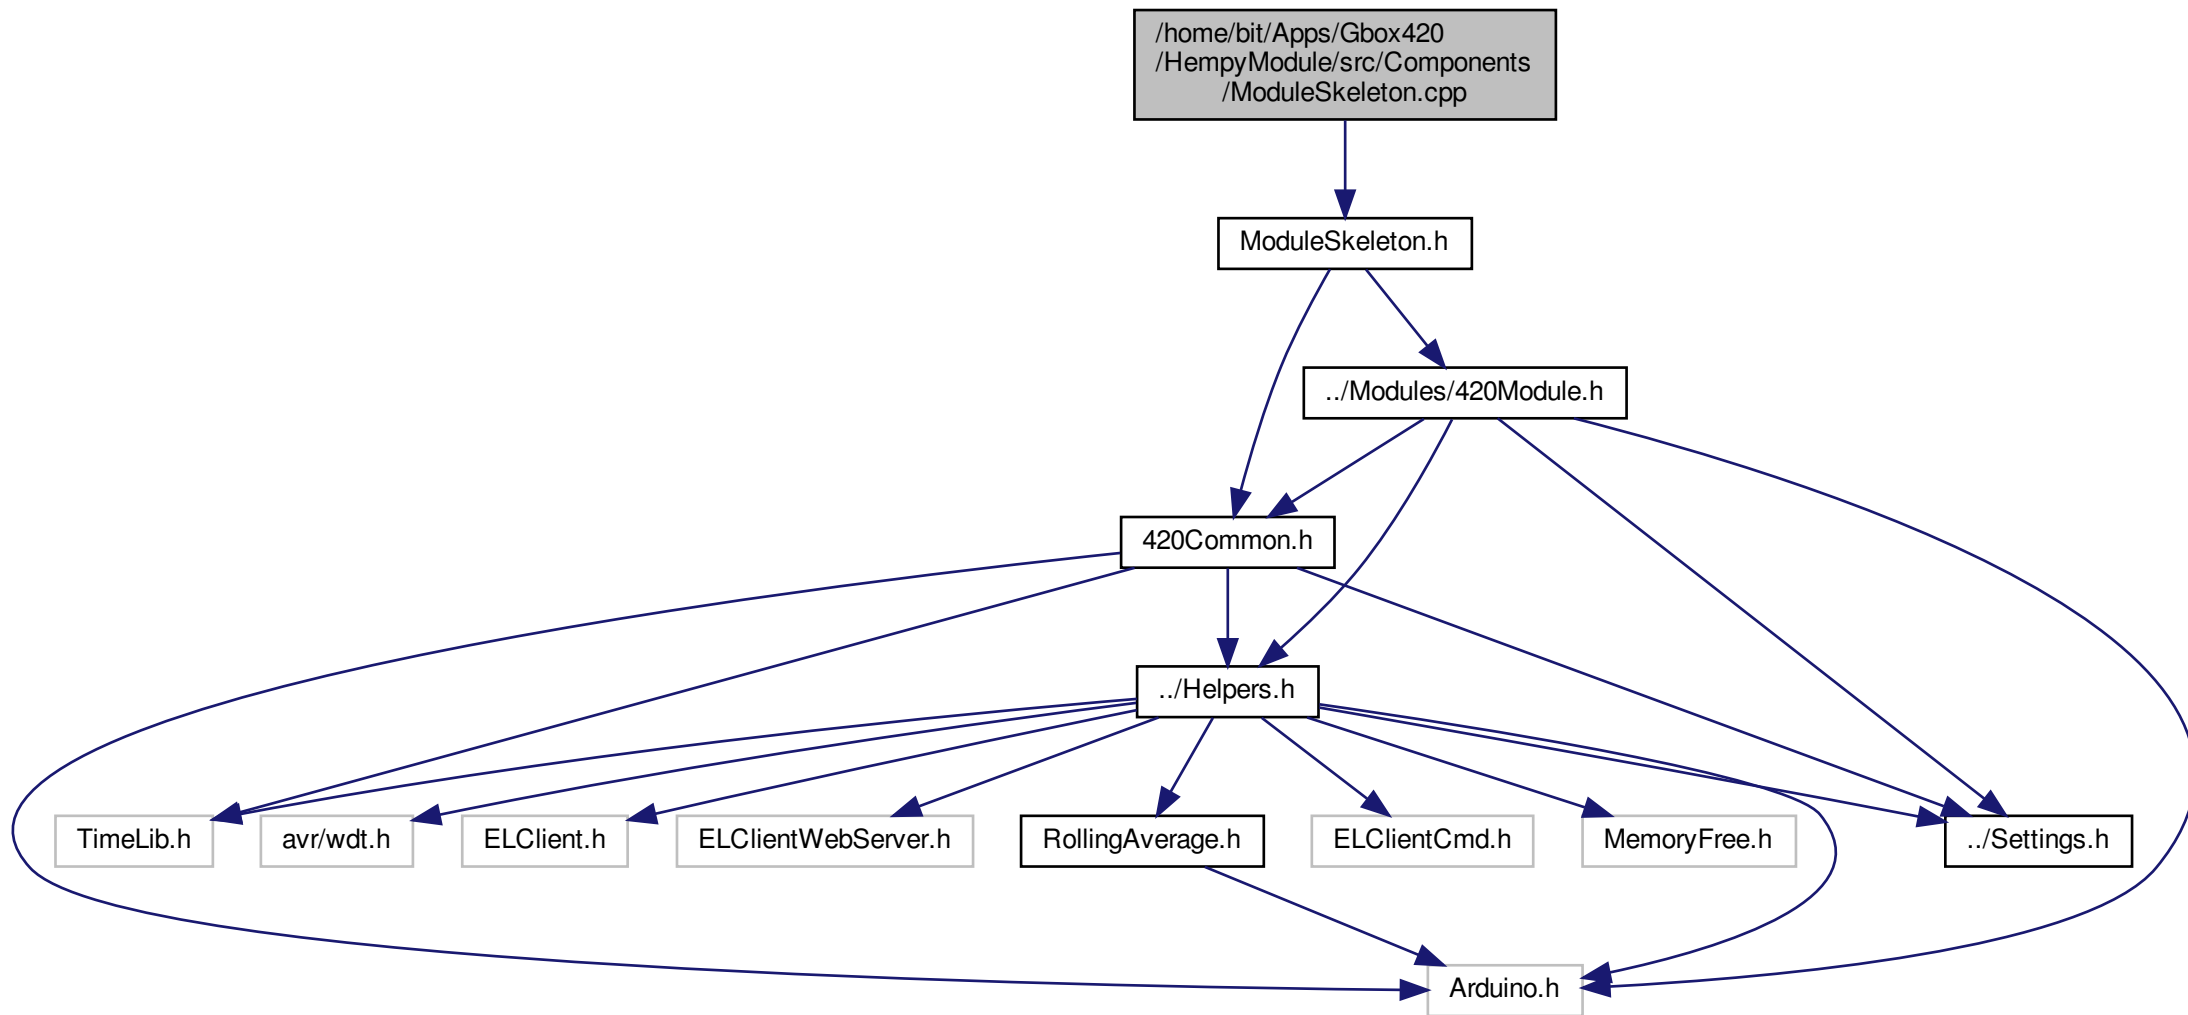 /home/bit/Apps/Gbox420
/HempyModule/src/Components
/ModuleSkeleton.cpp
ModuleSkeleton.h
../Modules/420Module.h
420Common.h
../Helpers.h
TimeLib.h
avr/wdt.h
ELClient.h
ELClientWebServer.h
RollingAverage.h
ELClientCmd.h
MemoryFree.h
../Settings.h
Arduino.h